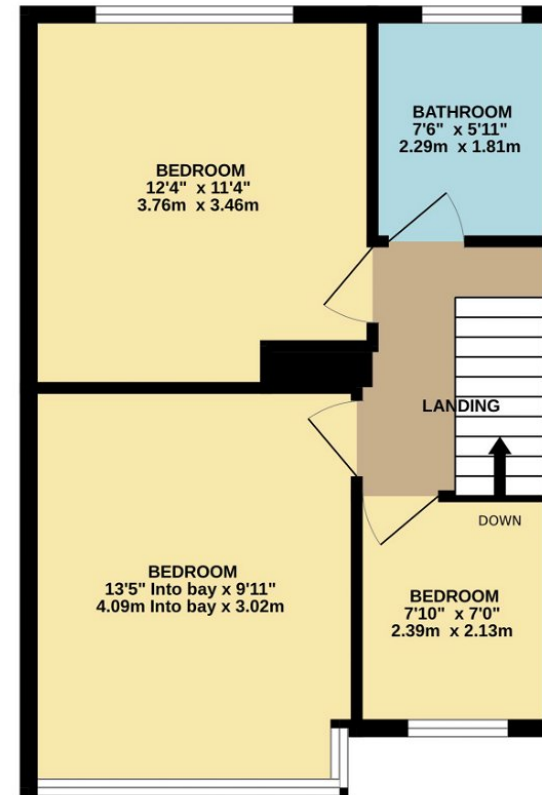 BATHROOM
7'6" x 5'11"
2.29m x 1.81m
BEDROOM
12'4" x 11'4"
3.76m x 3.46m
LANDING
DOWN
BEDROOM
13'5" Into bay x 9'11"
4.09m Into bay x 3.02m
BEDROOM
7'10" x 7'0"
2.39m x 2.13m